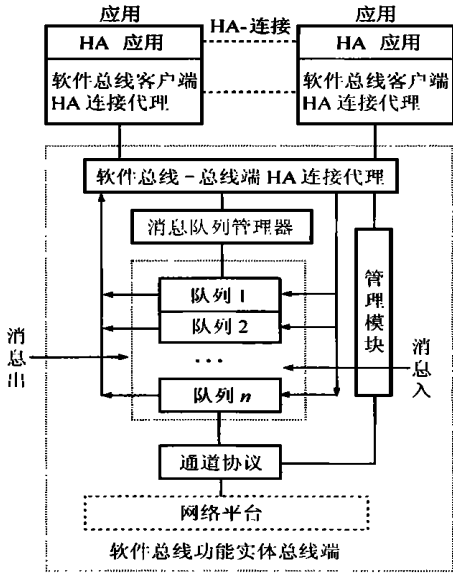 应用
HA-连接
应用
HA 应用
HA 应用
软件总线客户端
HA 连接代理
软件总线客户端
HA 连接代理
软件总线-总线端 HA 连接代理
消息队列管理器
队列 1
队列 2
...
队列 n
管理模块
消息出
消息入
通道协议
网络平台
软件总线功能实体总线端